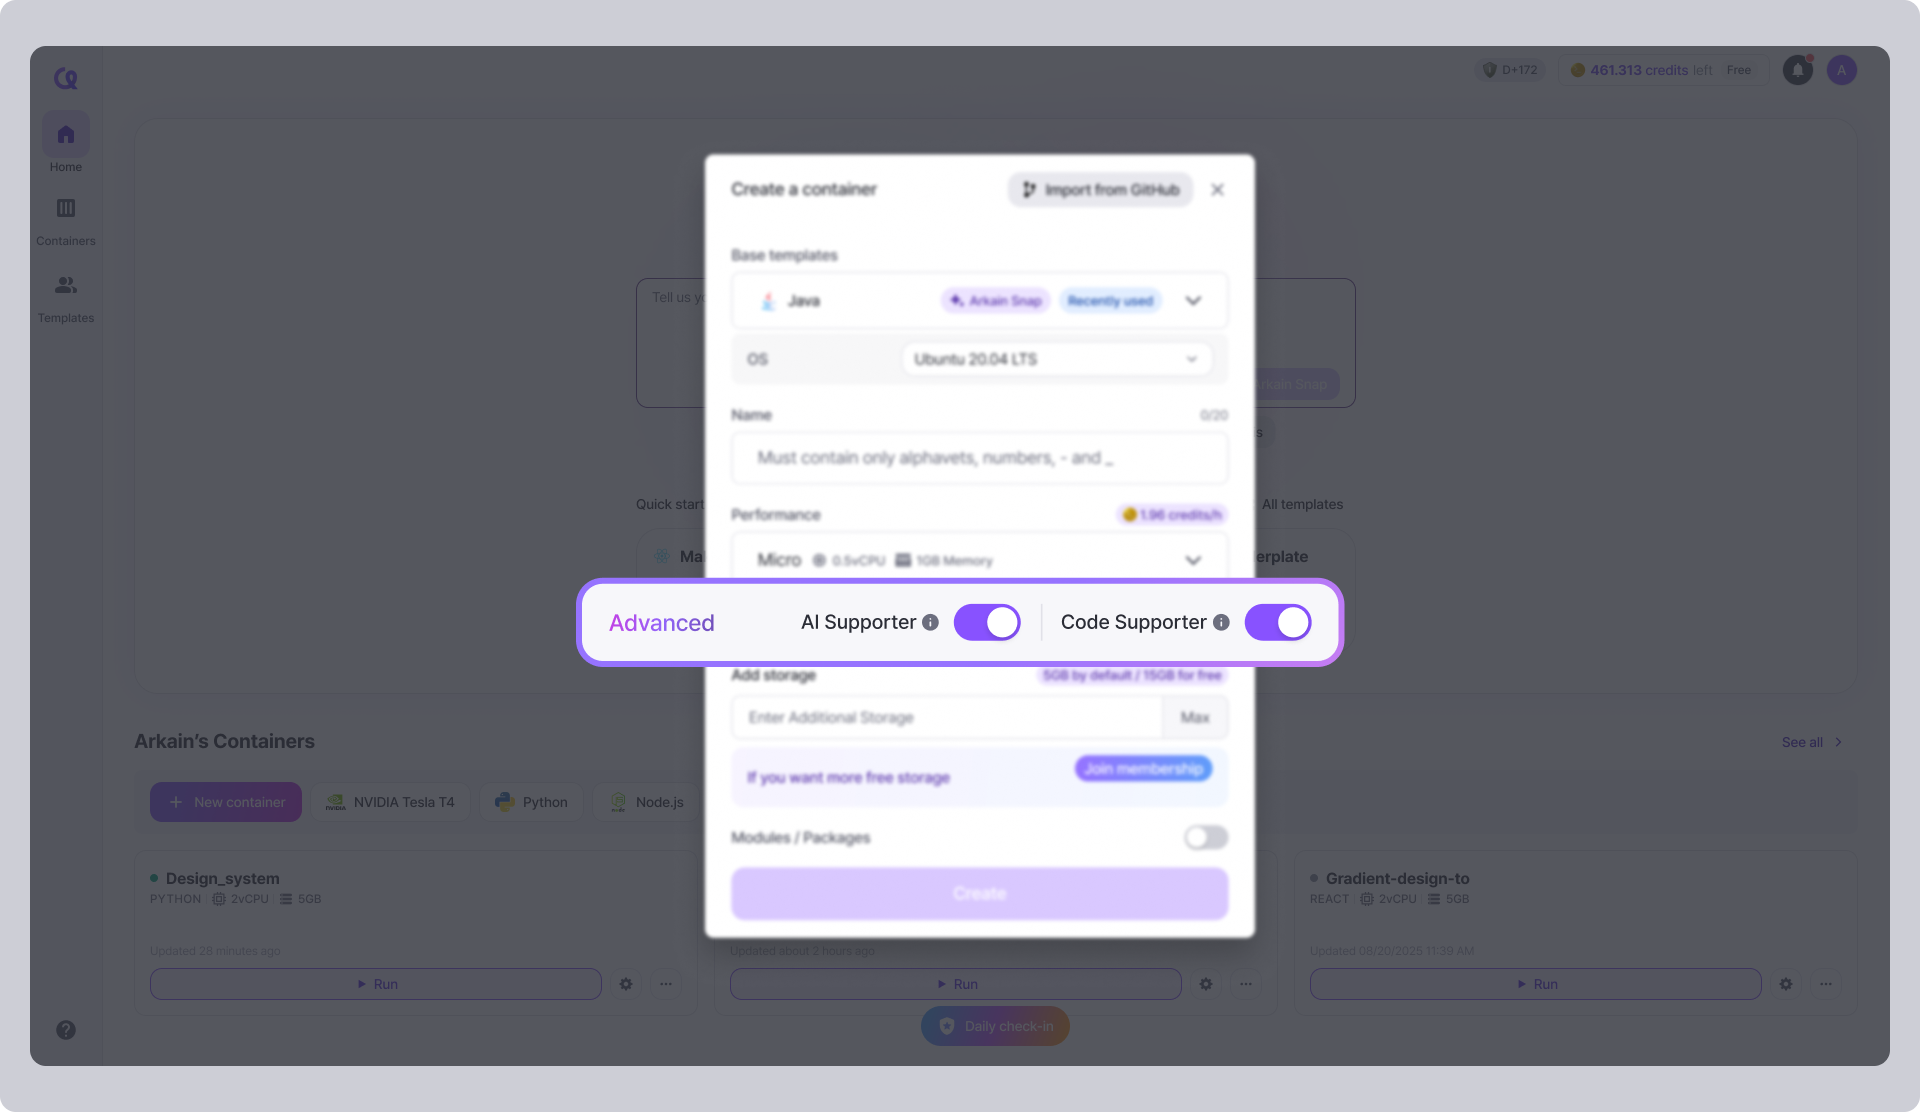 D+172
461.313 credits left Free
A
Home
Containers
Templates
Create a container
Import from GitHub
Base templates
Java
Arkain Snap
Recently used
OS
Ubuntu 20.04 LTS
Name
0/20
Must contain only alphavets, numbers, - and _
Performance
1.96 credits/h
Micro
0.5vCPU
1GB Memory
Tell us yo
Arkain Snap
s
Quick start
All templates
Ma
erplate
Advanced
AI Supporter
Code Supporter
Add storage
5GB by default / 15GB for free
Enter Additional Storage
Max
If you want more free storage
Join membership
Modules / Packages
Create
Arkain’s Containers
See all
New container
NVIDIA Tesla T4
Python
Node.js
Design_system
PYTHON 2vCPU 5GB
Updated 28 minutes ago
Run
Updated about 2 hours ago
Run
Gradient-design-to
REACT 2vCPU 5GB
Updated 08/20/2025 11:39 AM
Run
Daily check-in